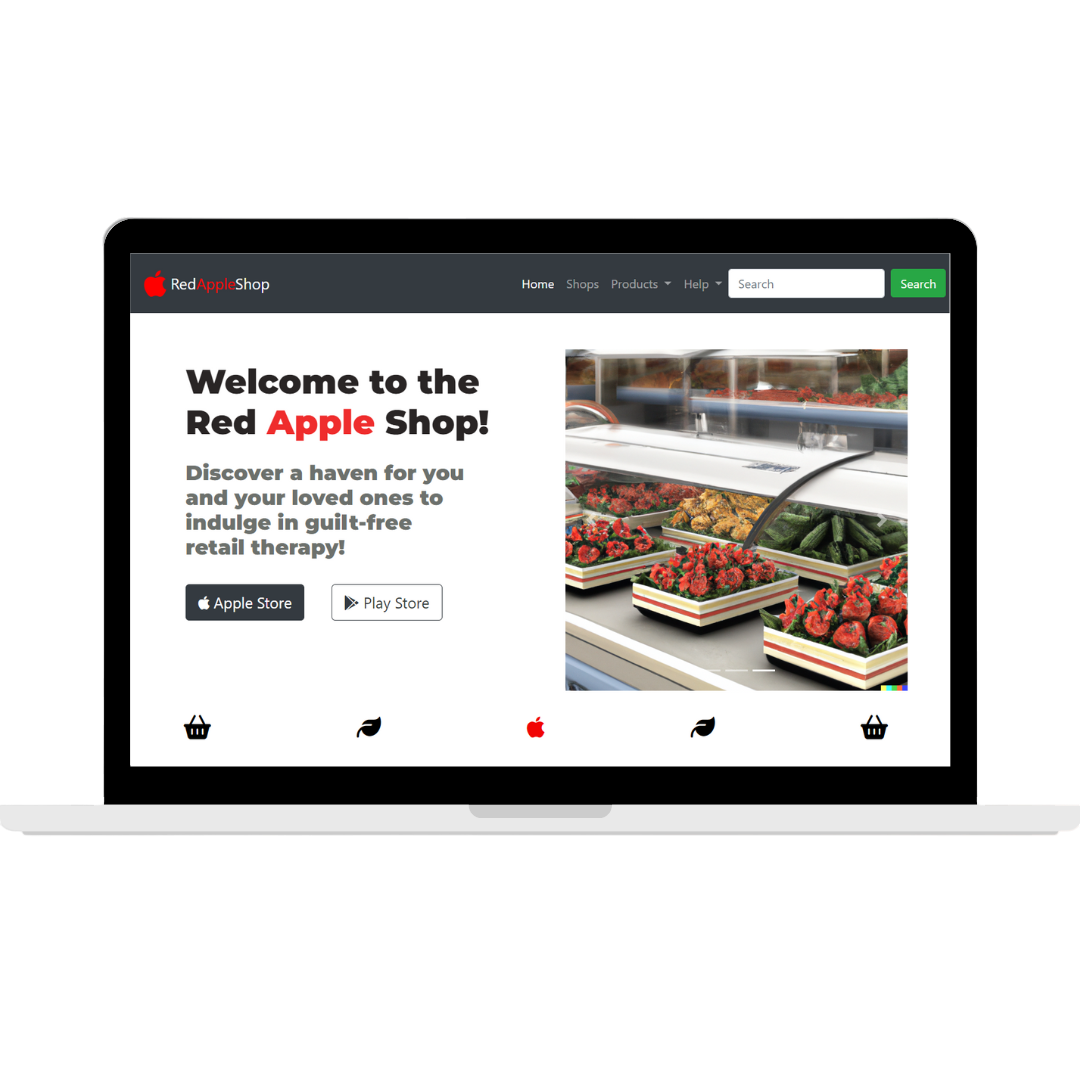 RedAppleShop
Home Shops Products Help Search Search
Welcome to the
Red Apple Shop!
Discover a haven for you
and your loved ones to
indulge in guilt-free
retail therapy!
Apple Store Play Store